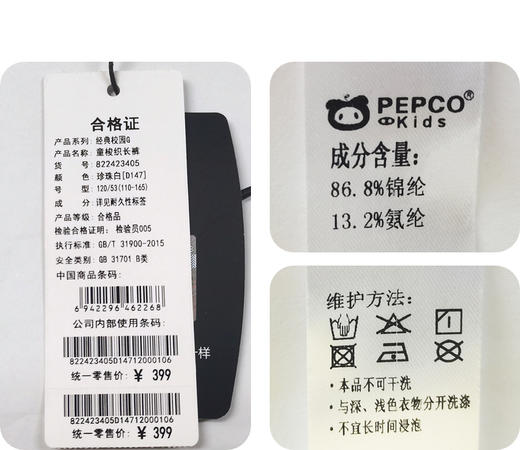 合格证
产品系列: 经典校园G
产品名称: 童梭织长裤
货 号: 822423405
颜 色: 珍珠白[D147]
型 号: 120/53(110-165)
成 分: 详见耐久性标签
产品等级: 合格品
检验合格证明: 检验员005
执行标准: GB/T 31900-2015
安全类别: GB 31701 B类
中国商品条码:
6 942296 462268
公司内部使用条码:
822423405D14712000106
统一零售价: ¥ 399
822423405D14712000106
统一零售价: ¥ 399
一样
PEPCO®
Kids
成分含量:
86.8%锦纶
13.2%氨纶
维护方法:
·本品不可干洗
·与深、浅色衣物分开洗涤
·不宜长时间浸泡